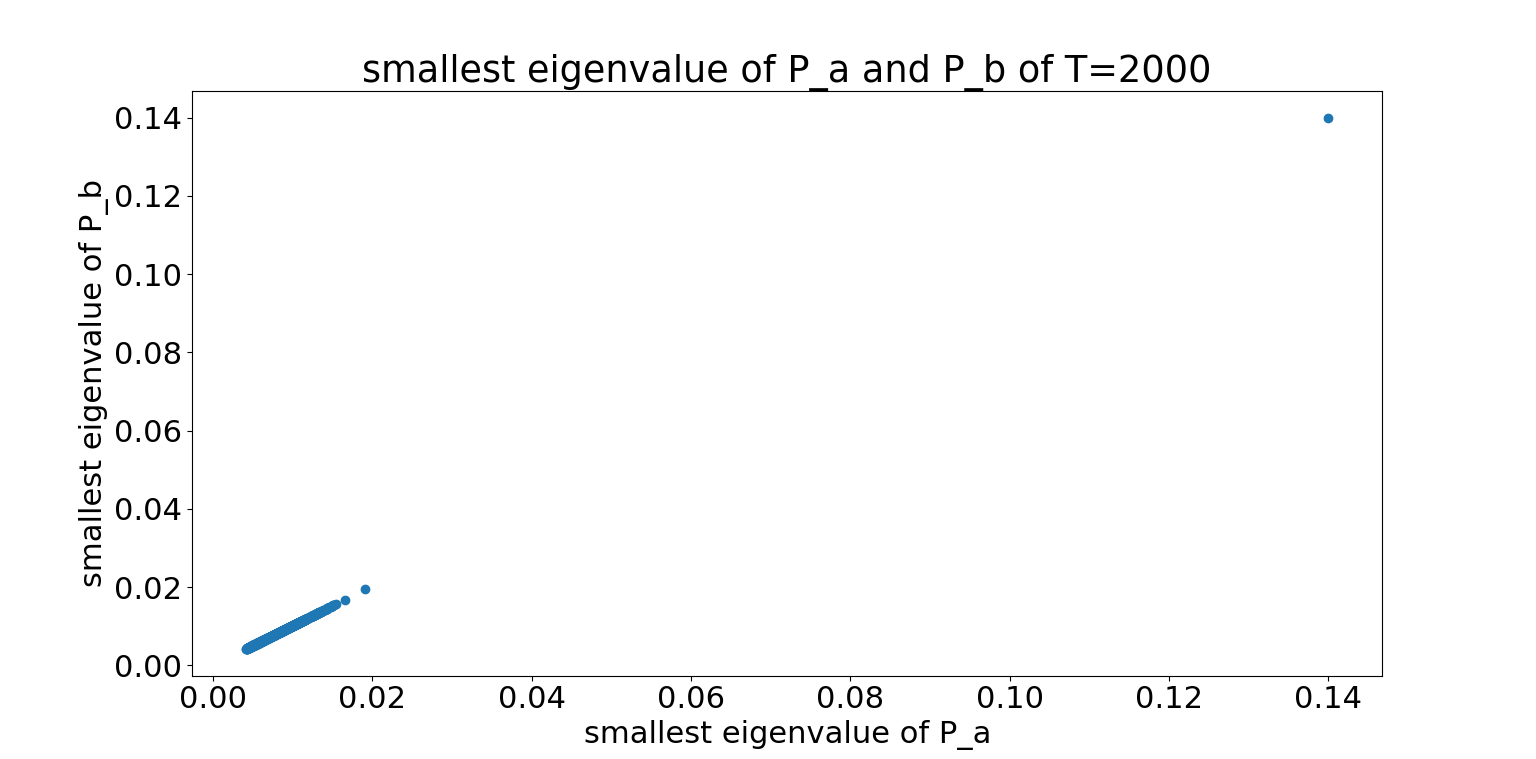 smallest eigenvalue of P_a and P_b of T=2000
smallest eigenvalue of P_b
0.14
0.12
0.10
0.08
0.06
0.04
0.02
0.00
0.00 0.02 0.04 0.06 0.08 0.10 0.12 0.14
smallest eigenvalue of P_a